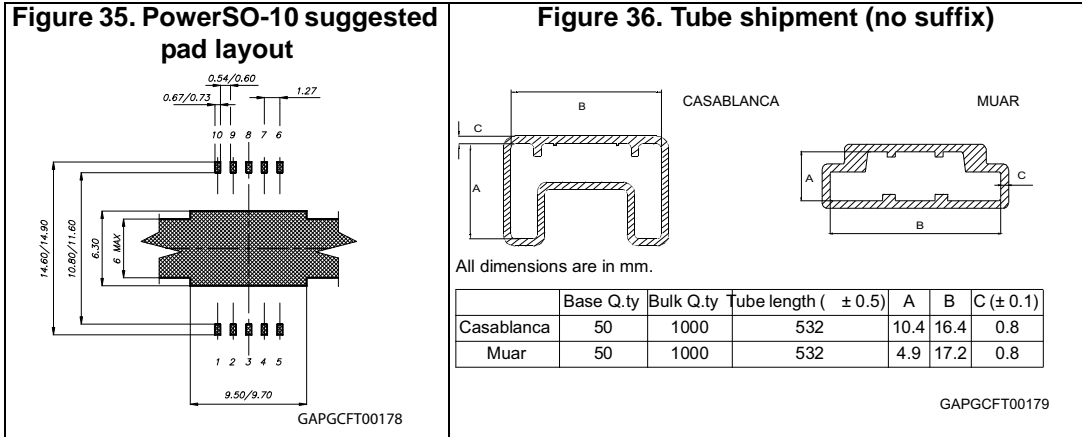 Figure 35. PowerSO-10 suggested
pad layout
0.54/0.60
0.67/0.73
1.27
10 9 8 7 6
14.60/14.90
10.80/11.60
6.30
6 MAX
1 2 3 4 5
9.50/9.70
GAPGCFT00178
Figure 36. Tube shipment (no suffix)
CASABLANCA
MUAR
B
C
A
A
C
B
All dimensions are in mm.
Base Q.ty Bulk Q.ty Tube length ( ± 0.5) A B C (± 0.1)
Casablanca 50 1000 532 10.4 16.4 0.8
Muar 50 1000 532 4.9 17.2 0.8
GAPGCFT00179